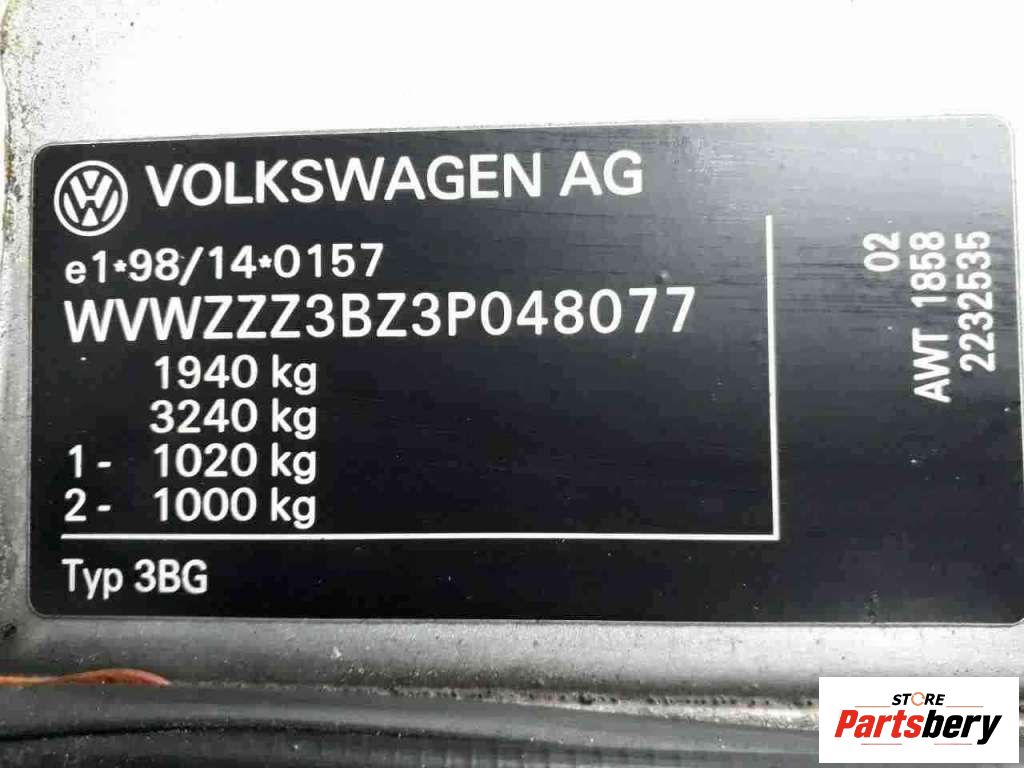 VOLKSWAGEN AG
e1*98/14*0157
WVWZZZ3BZ3P048077
1940 kg
3240 kg
1- 1020 kg
2- 1000 kg
Typ 3BG
02
AWT 1858
2232535
STORE
Partsbery